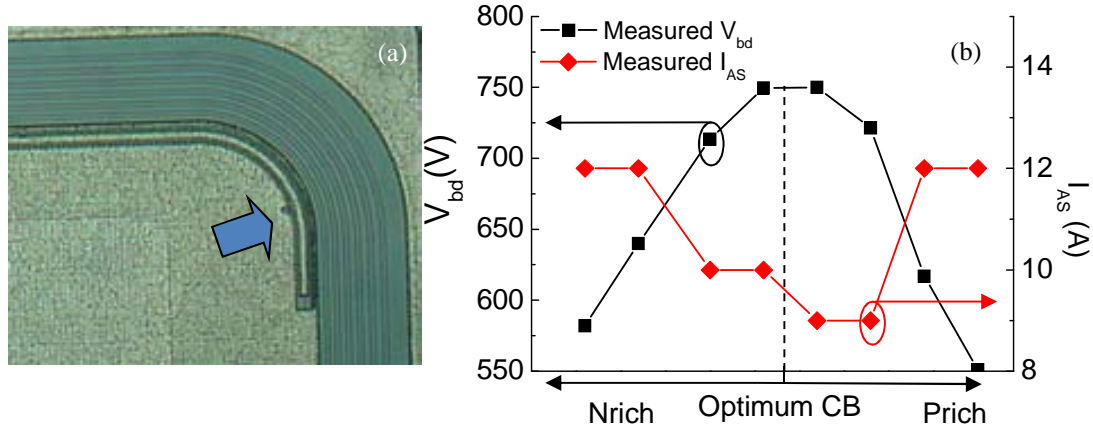 (a)
(b)
Measured V_bd
Measured I_AS
800
750
700
650
600
550
V_bd(V)
14
12
10
8
I_AS (A)
Nrich
Optimum CB
Prich